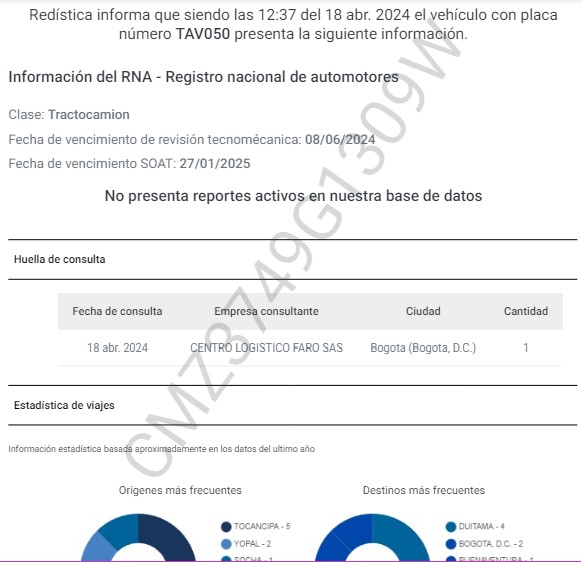 Redística informa que siendo las 12:37 del 18 abr. 2024 el vehículo con placa
número TAV050 presenta la siguiente información.
Información del RNA - Registro nacional de automotores
Clase: Tractocamion
Fecha de vencimiento de revisión tecnomécanica: 08/06/2024
Fecha de vencimiento SOAT: 27/01/2025
No presenta reportes activos en nuestra base de datos
Huella de consulta
Fecha de consulta Empresa consultante Ciudad Cantidad
18 abr. 2024 CENTRO LOGISTICO FARO SAS Bogota (Bogota, D.C.) 1
Estadística de viajes
Información estadística basada aproximadamente en los datos del ultimo año
Origenes más frecuentes Destinos más frecuentes
TOCANCIPA - 5 DUITAMA - 4
YOPAL - 2 BOGOTA, D.C. - 2
SOCHA - 1 BUENAVENTURA - 1
CMZ3749G1309W